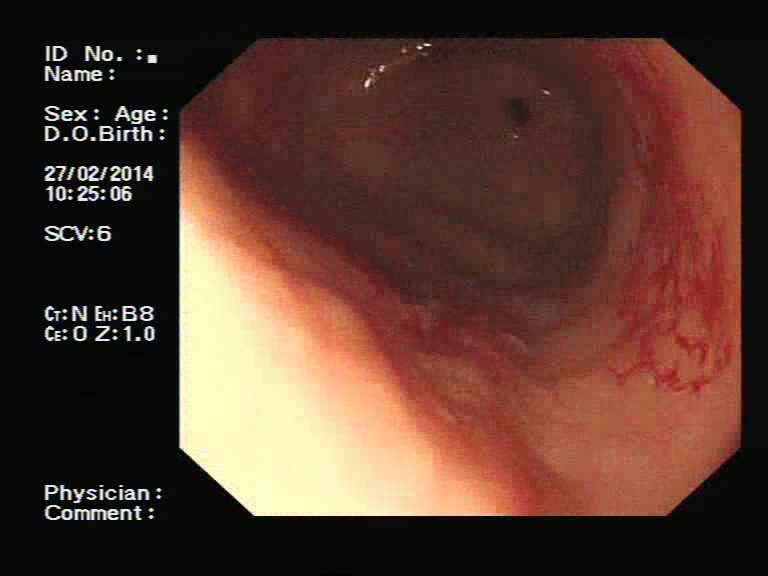 ID No. :
Name:
Sex: Age:
D.O.Birth:
27/02/2014
10:25:06
SCV:6
CT:N EH:B8
CE:0 Z:1.0
Physician:
Comment: